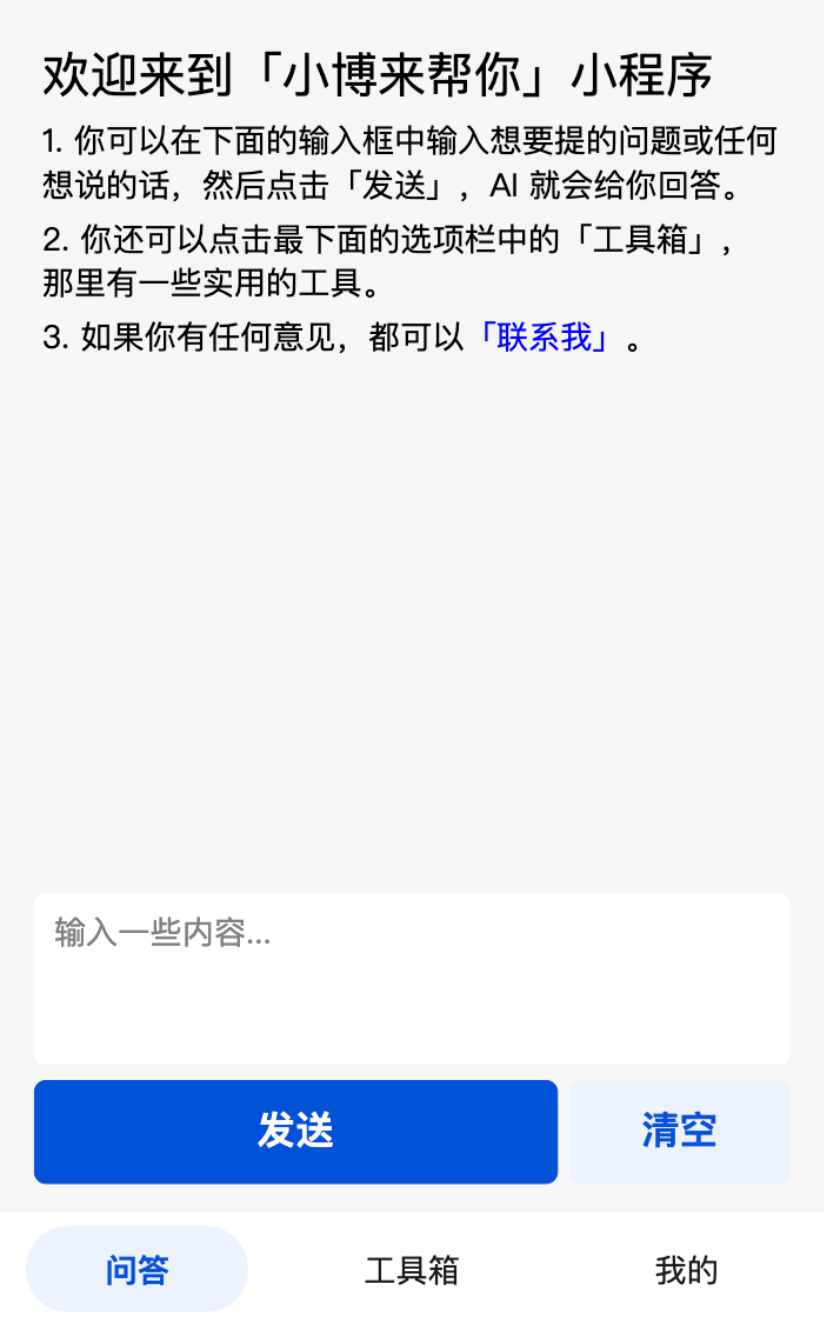 欢迎来到「小博来帮你」小程序
1. 你可以在下面的输入框中输入想要提的问题或任何
想说的话，然后点击「发送」，AI 就会给你回答。
2. 你还可以点击最下面的选项栏中的「工具箱」，
那里有一些实用的工具。
3. 如果你有任何意见，都可以「联系我」。
输入一些内容...
发送 清空
问答 工具箱 我的